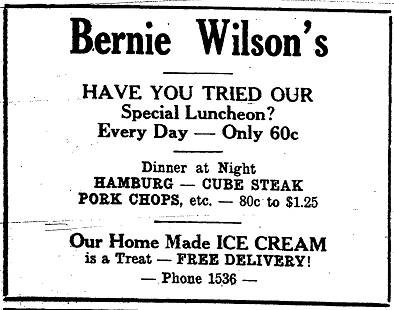 Bernie Wilson's
HAVE YOU TRIED OUR
Special Luncheon?
Every Day — Only 60c
Dinner at Night
HAMBURG — CUBE STEAK
PORK CHOPS, etc. — 80c to $1.25
Our Home Made ICE CREAM
is a Treat — FREE DELIVERY!
— Phone 1536 —